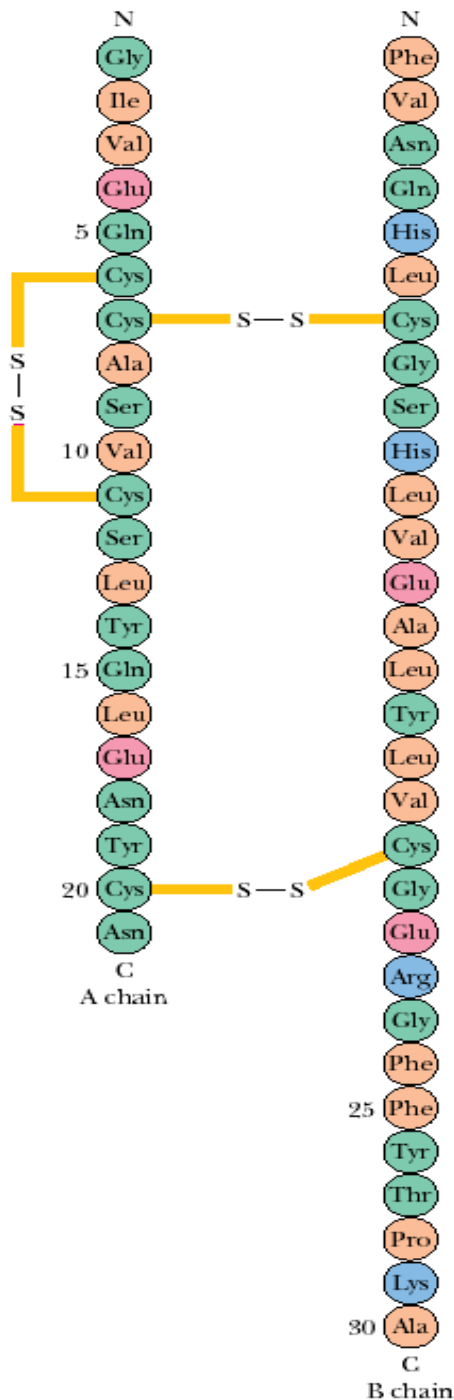 N
Gly
Ile
Val
Glu
5 Gln
Cys
Cys
Ala
Ser
10 Val
Cys
Ser
Leu
Tyr
15 Gln
Leu
Glu
Asn
Tyr
20 Cys
Asn
C
A chain
S
S
S—S
S—S
N
Phe
Val
Asn
Gln
His
Leu
Cys
Gly
Ser
His
Leu
Val
Glu
Ala
Leu
Tyr
Leu
Val
Cys
Gly
Glu
Arg
Gly
Phe
25 Phe
Tyr
Thr
Pro
Lys
30 Ala
C
B chain